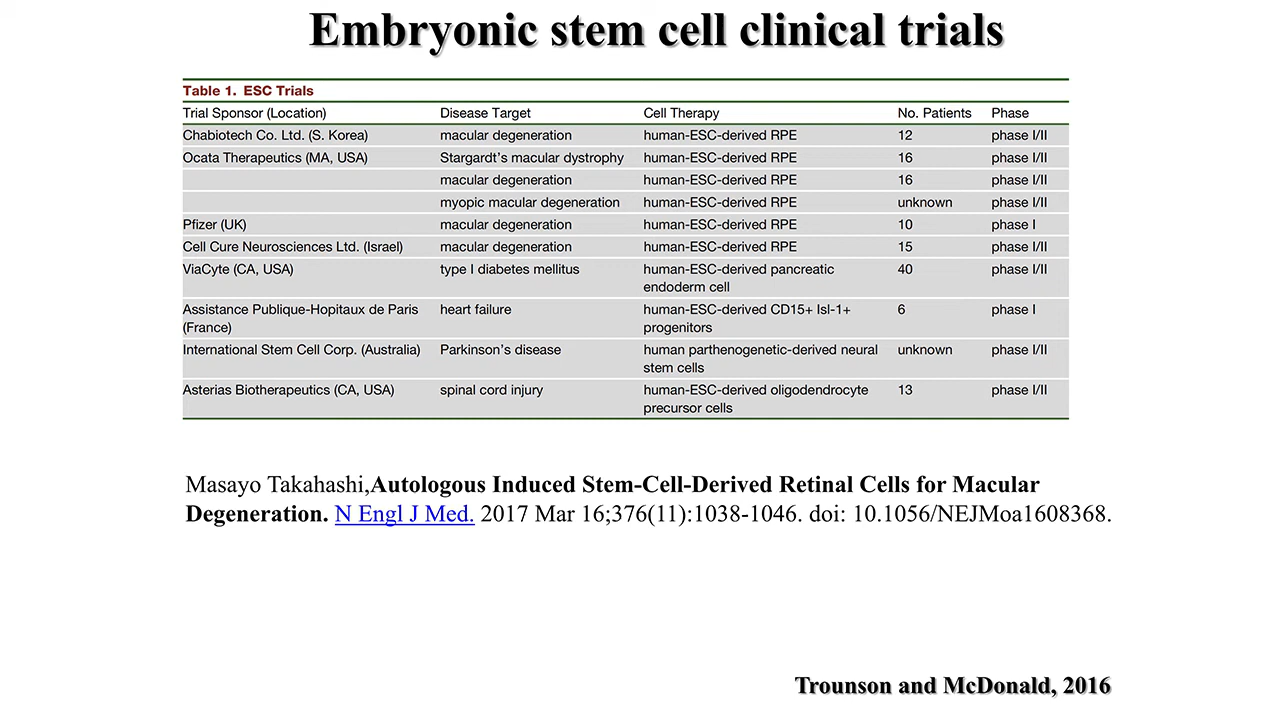 Embryonic stem cell clinical trials
Table 1. ESC Trials
Trial Sponsor (Location) Disease Target Cell Therapy No. Patients Phase
Chabiotech Co. Ltd. (S. Korea) macular degeneration human-ESC-derived RPE 12 phase I/II
Ocata Therapeutics (MA, USA) Stargardt's macular dystrophy human-ESC-derived RPE 16 phase I/II
macular degeneration human-ESC-derived RPE 16 phase I/II
myopic macular degeneration human-ESC-derived RPE unknown phase I/II
Pfizer (UK) macular degeneration human-ESC-derived RPE 10 phase I
Cell Cure Neurosciences Ltd. (Israel) macular degeneration human-ESC-derived RPE 15 phase I/II
ViaCyte (CA, USA) type I diabetes mellitus human-ESC-derived pancreatic 40 phase I/II
endoderm cell
Assistance Publique-Hopitaux de Paris heart failure human-ESC-derived CD15+ Isl-1+ 6 phase I
(France) progenitors
International Stem Cell Corp. (Australia) Parkinson's disease human parthenogenetic-derived neural unknown phase I/II
stem cells
Asterias Biotherapeutics (CA, USA) spinal cord injury human-ESC-derived oligodendrocyte 13 phase I/II
precursor cells
Masayo Takahashi,Autologous Induced Stem-Cell-Derived Retinal Cells for Macular
Degeneration. N Engl J Med. 2017 Mar 16;376(11):1038-1046. doi: 10.1056/NEJMoa1608368.
Trounson and McDonald, 2016